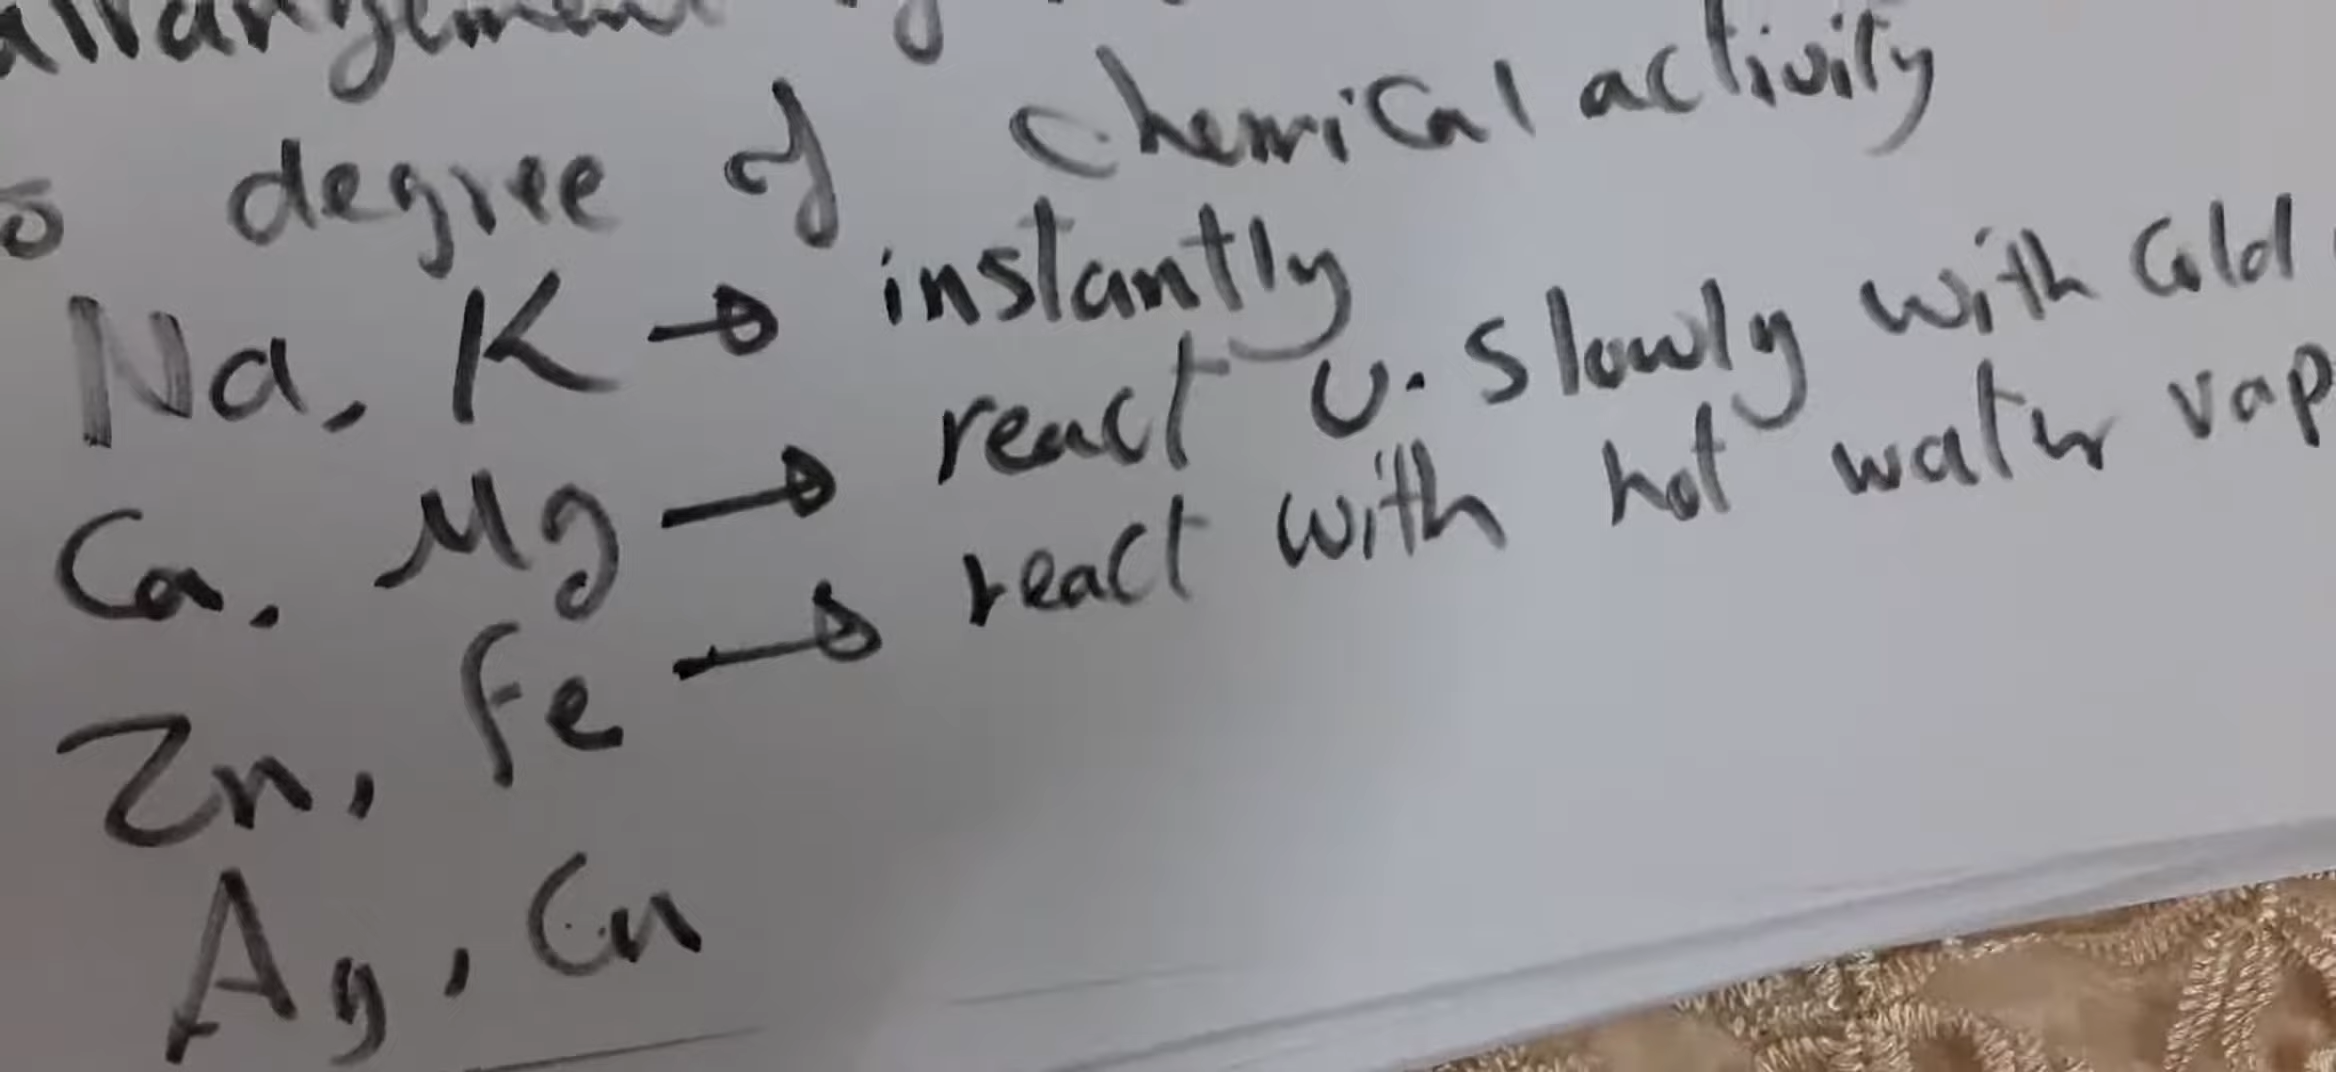 arrangement
degree of chemical activity
Na, K → instantly
Ca, Mg → react v. slowly with Cold
Zn, Fe → react with hot water vap
Ag, Cu